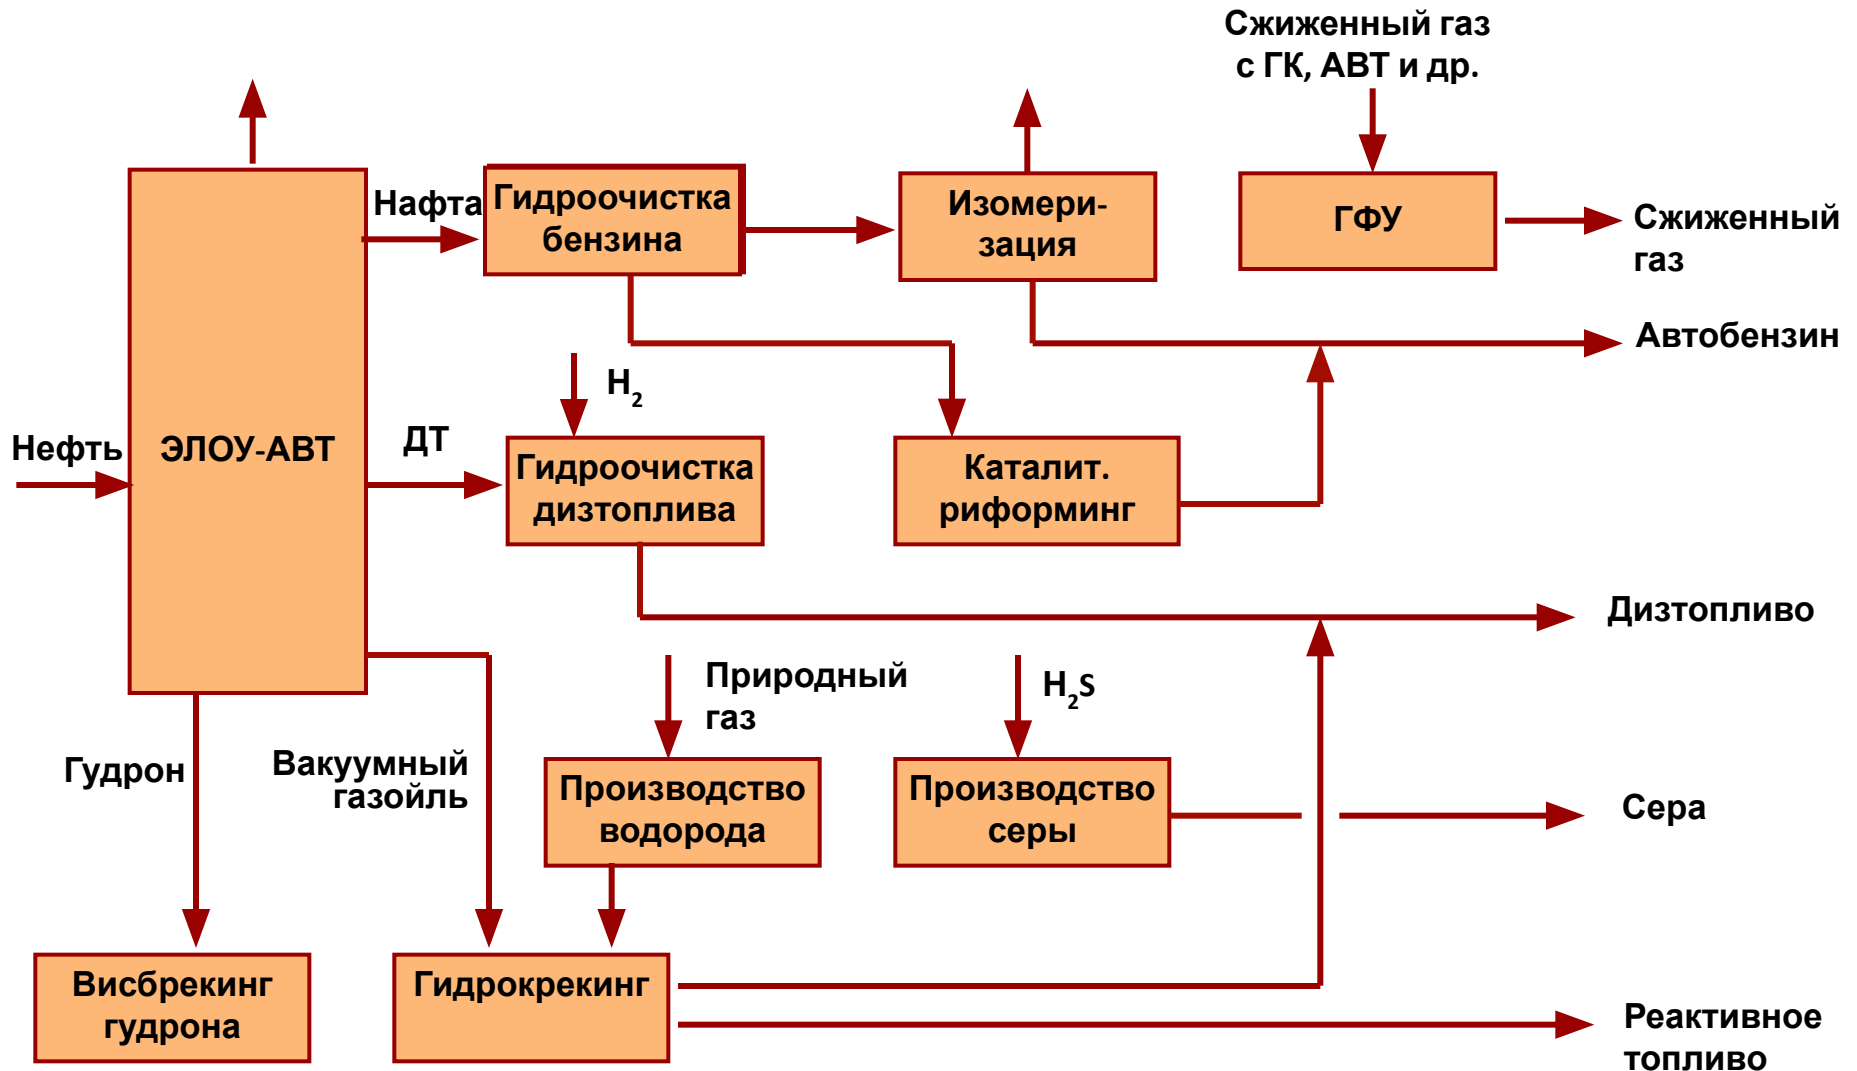 Сжиженный газ
с ГК, АВТ и др.
Нафта
Гидроочистка
бензина
Изомери-
зация
ГФУ
Сжиженный
газ
Автобензин
H2
Нефть
ЭЛОУ-АВТ
ДТ
Гидроочистка
дизтоплива
Каталит.
риформинг
Дизтопливо
Природный
газ
H2S
Гудрон
Вакуумный
газойль
Производство
водорода
Производство
серы
Сера
Висбрекинг
гудрона
Гидрокрекинг
Реактивное
топливо